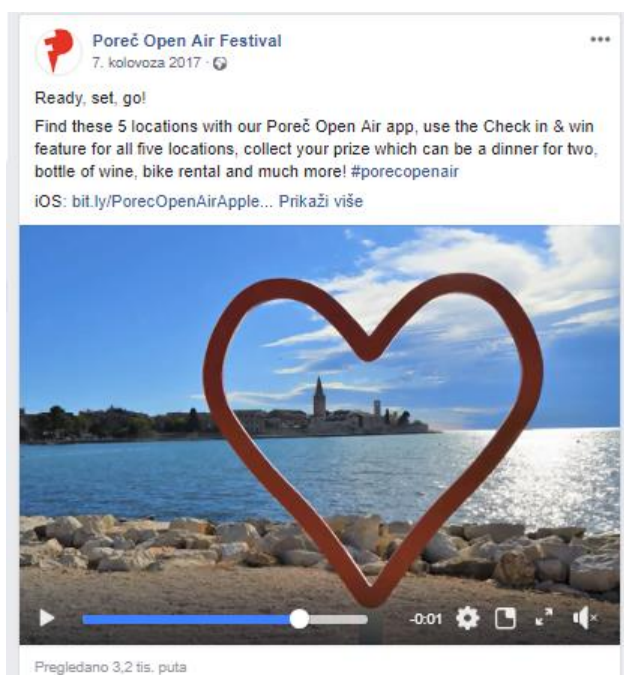 Poreč Open Air Festival
7. kolovoza 2017 ·
Ready, set, go!
Find these 5 locations with our Poreč Open Air app, use the Check in & win
feature for all five locations, collect your prize which can be a dinner for two,
bottle of wine, bike rental and much more! #porecopenair
iOS: bit.ly/PorecOpenAirApple... Prikaži više
-0:01
Pregledano 3,2 tis. puta